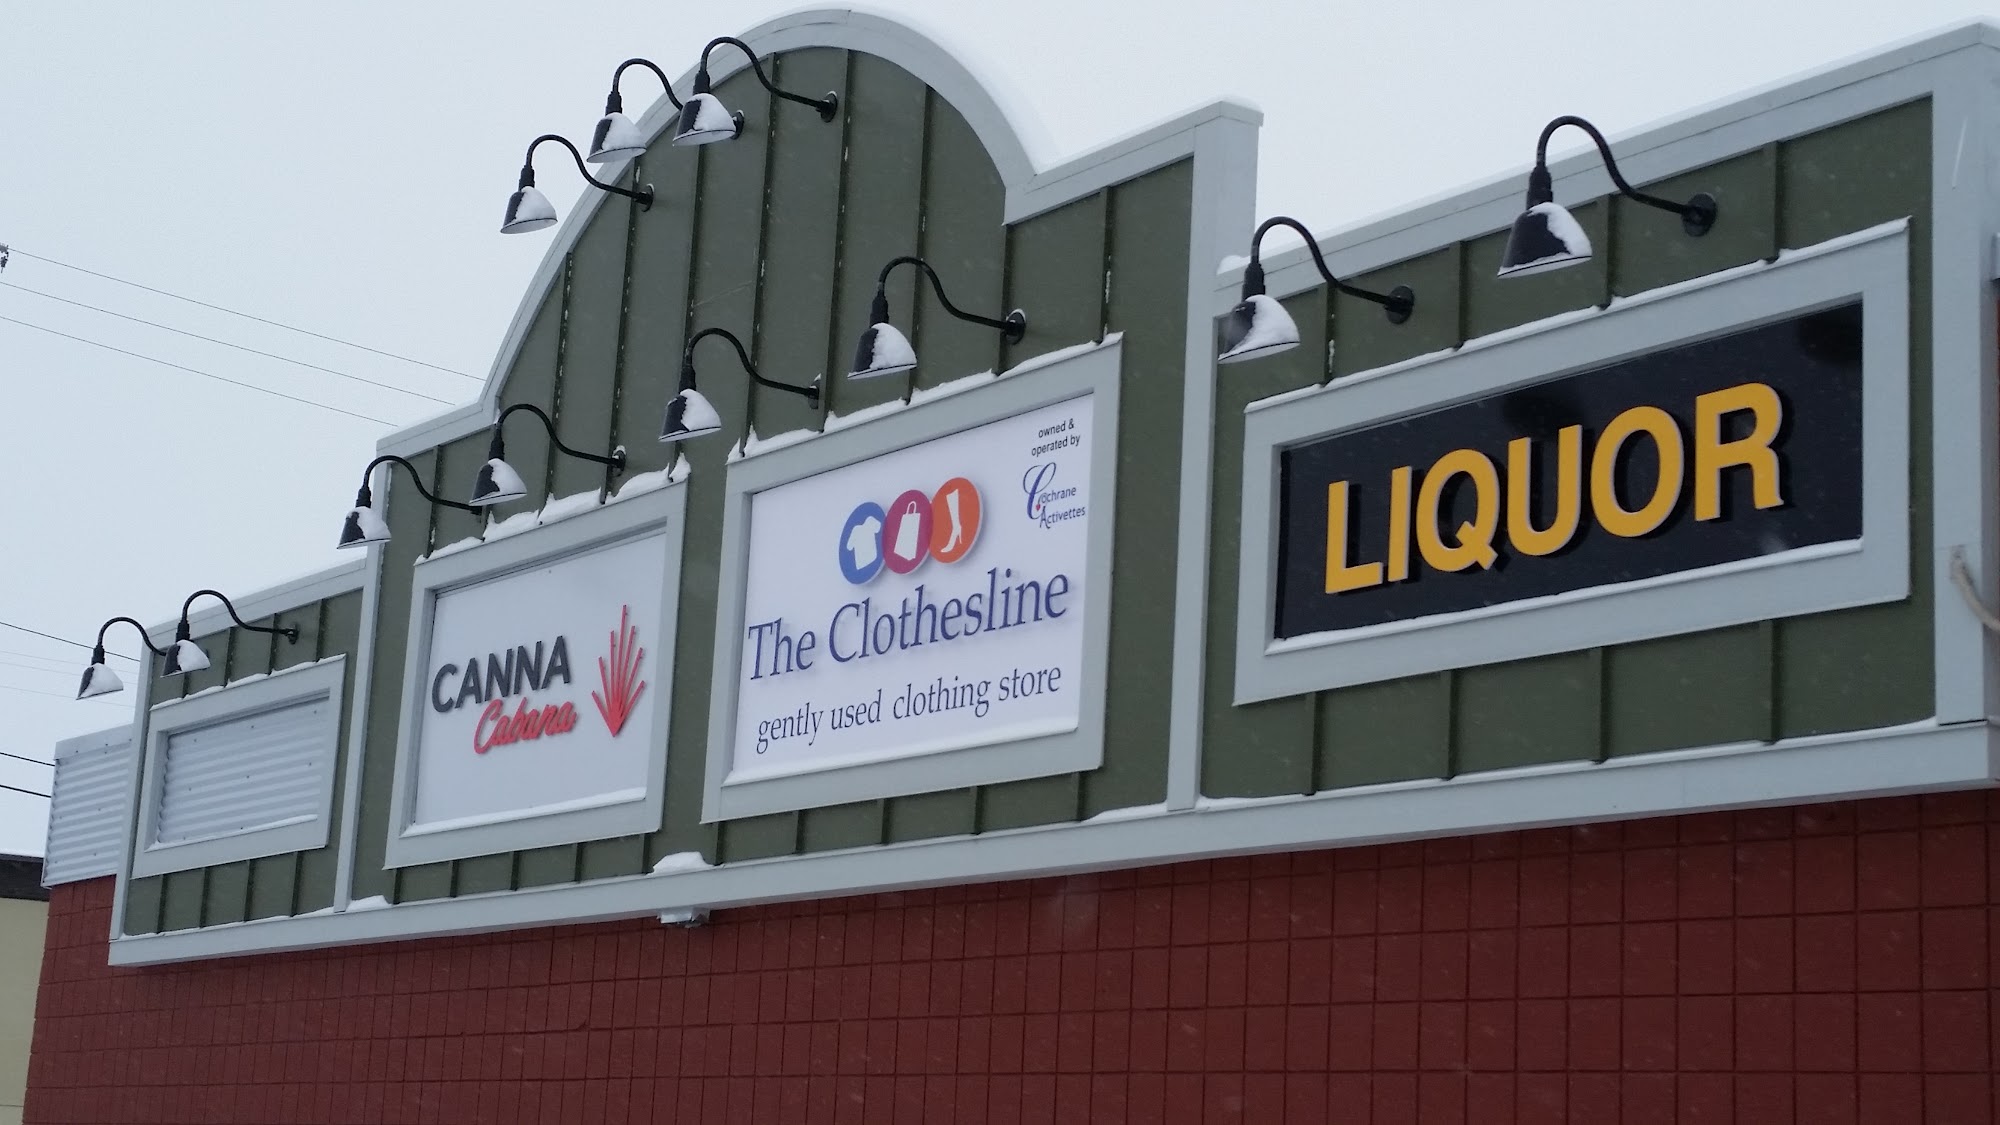 CANNA
Cabana
owned &
operated by
Cochrane
Activettes
The Clothesline
gently used clothing store
LIQUOR